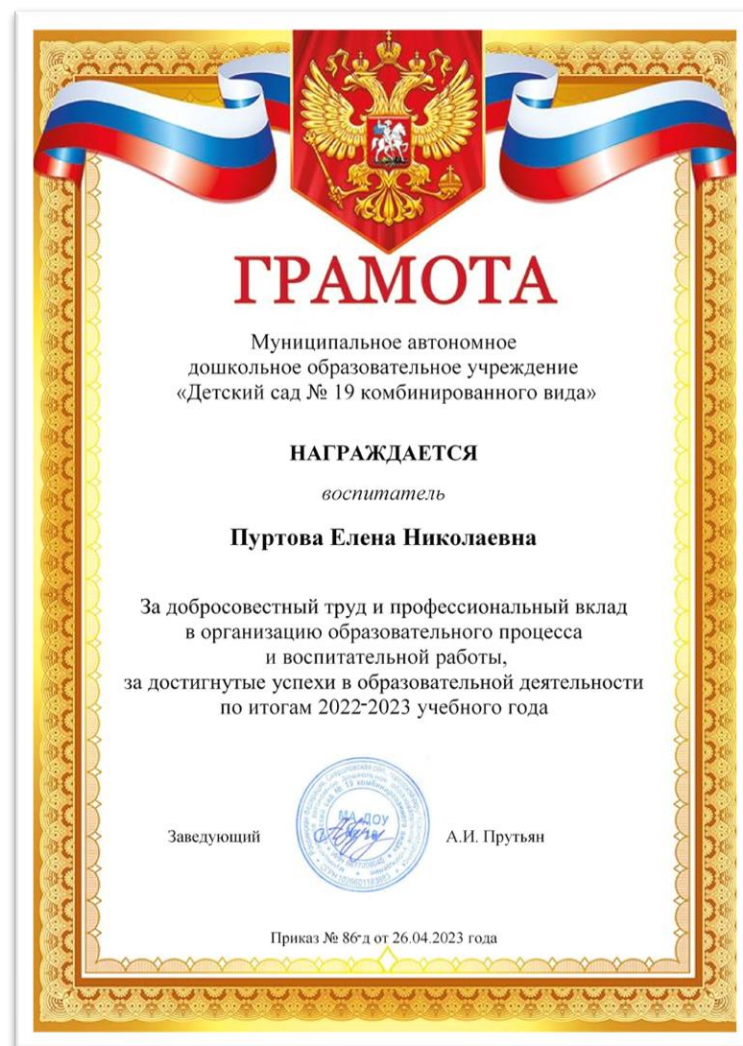 ГРАМОТА
Муниципальное автономное
дошкольное образовательное учреждение
«Детский сад № 19 комбинированного вида»
НАГРАЖДАЕТСЯ
воспитатель
Пуртова Елена Николаевна
За добросовестный труд и профессиональный вклад
в организацию образовательного процесса
и воспитательной работы,
за достигнутые успехи в образовательной деятельности
по итогам 2022-2023 учебного года
МА ДОУ
Заведующий
А.И. Прутьян
Приказ № 86-д от 26.04.2023 года